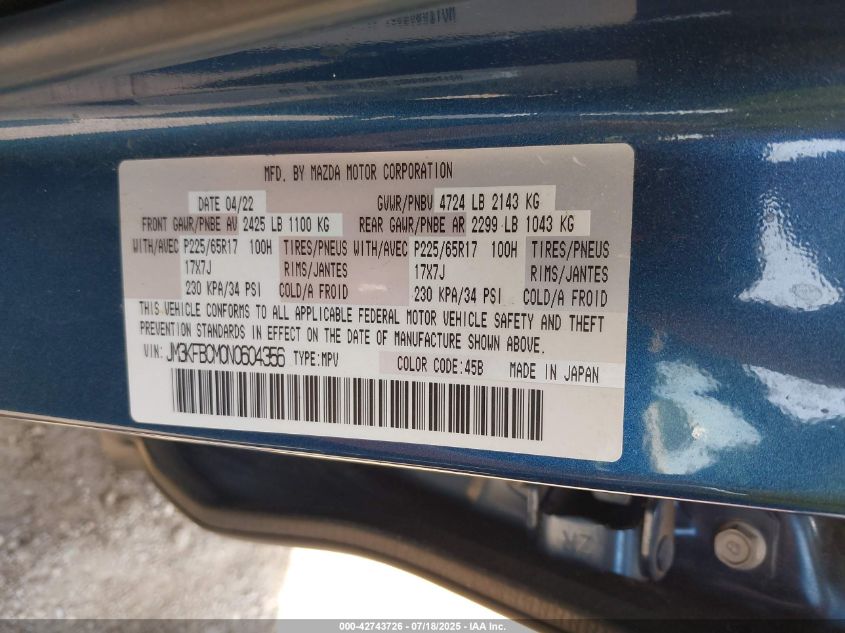 MFD. BY MAZDA MOTOR CORPORATION
DATE 04/22 GVWR/PNBV 4724 LB 2143 KG
FRONT GAWR/PNBE AV 2425 LB 1100 KG REAR GAWR/PNBE AR 2299 LB 1043 KG
WITH/AVEC P225/65R17 100H TIRES/PNEUS WITH/AVEC P225/65R17 100H TIRES/PNEUS
17X7J RIMS/JANTES 17X7J RIMS/JANTES
230 KPA/34 PSI COLD/A FROID 230 KPA/34 PSI COLD/A FROID
THIS VEHICLE CONFORMS TO ALL APPLICABLE FEDERAL MOTOR VEHICLE SAFETY AND THEFT
PREVENTION STANDARDS IN EFFECT ON THE DATE OF MANUFACTURE SHOWN ABOVE.
VIN: JM3KFBCM0N0604356 TYPE:MPV COLOR CODE:45B MADE IN JAPAN
ZK
000-42743726 - 07/18/2025 - IAA Inc.